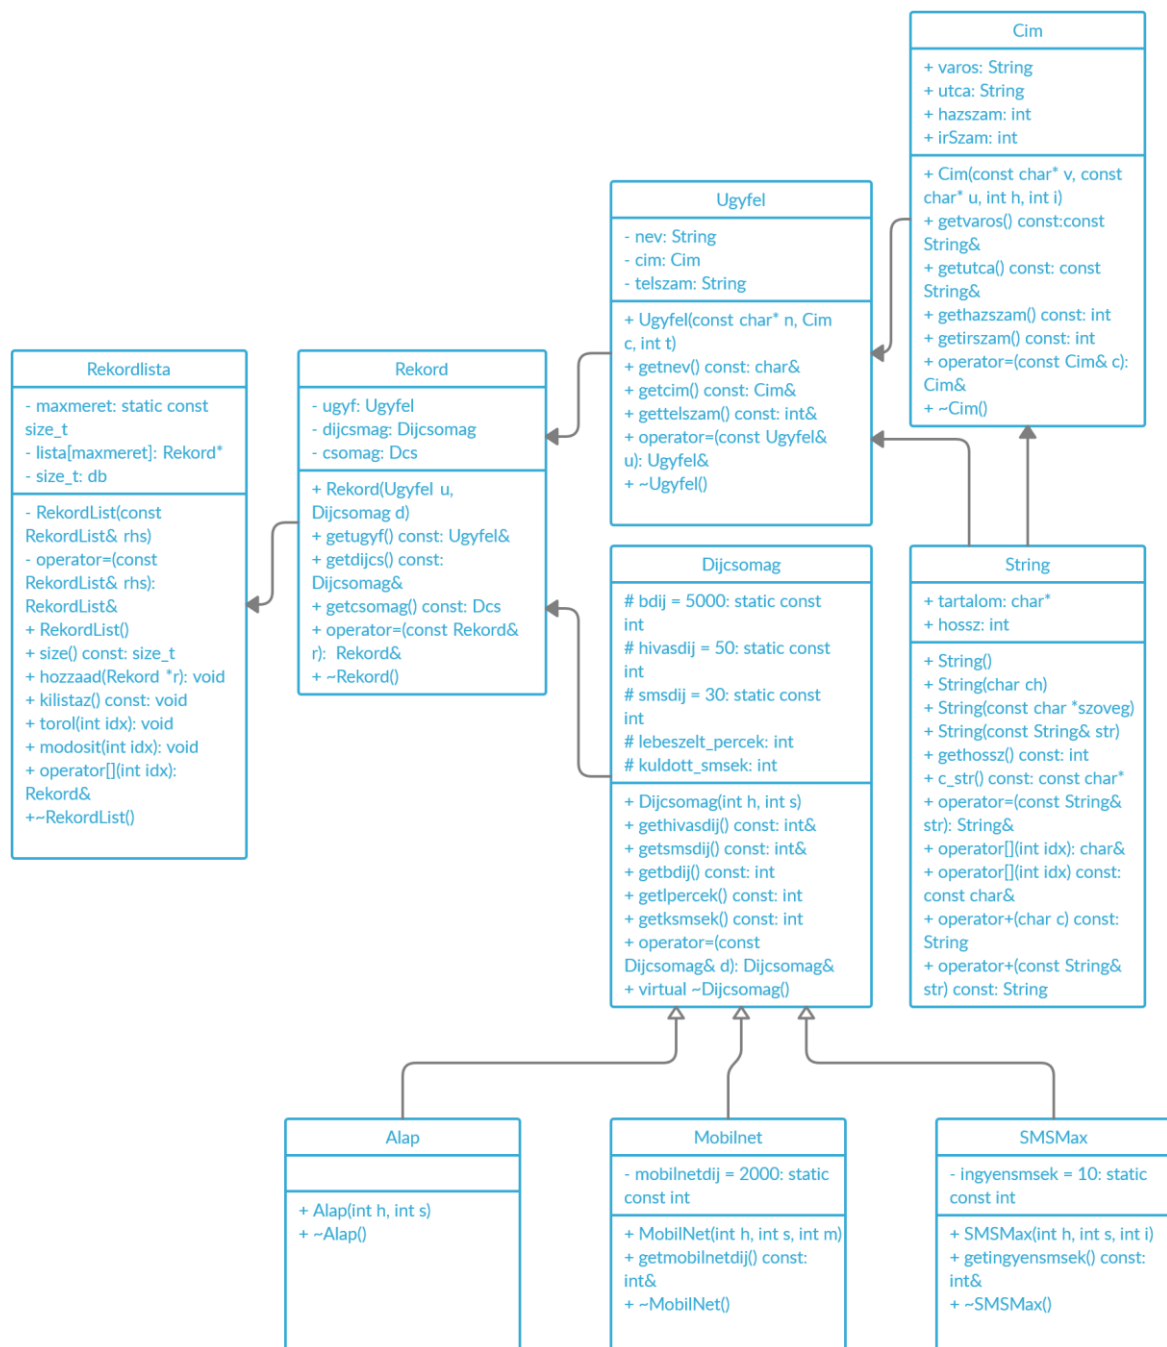 Cim
+ varos: String
+ utca: String
+ hazszam: int
+ irSzam: int
+ Cim(const char* v, const
char* u, int h, int i)
+ getvaros() const:const
String&
+ getutca() const: const
String&
+ gethazszam() const: int
+ getirszam() const: int
+ operator=(const Cim& c):
Cim&
+ ~Cim()
Ugyfel
- nev: String
- cim: Cim
- telszam: String
+ Ugyfel(const char* n, Cim
c, int t)
+ getnev() const: char&
+ getcim() const: Cim&
+ gettelszam() const: int&
+ operator=(const Ugyfel&
u): Ugyfel&
+ ~Ugyfel()
Rekordlista
- maxmeret: static const
size_t
- lista[maxmeret]: Rekord*
- size_t: db
- RekordList(const
RekordList& rhs)
- operator=(const
RekordList& rhs):
RekordList&
+ RekordList()
+ size() const: size_t
+ hozzaad(Rekord *r): void
+ kilistaz() const: void
+ torol(int idx): void
+ modosit(int idx): void
+ operator[](int idx):
Rekord&
+~RekordList()
Rekord
- ugyf: Ugyfel
- dijcsmag: Dijcsomag
- csomag: Dcs
+ Rekord(Ugyfel u,
Dijcsomag d)
+ getugyf() const: Ugyfel&
+ getdijcs() const:
Dijcsomag&
+ getcsomag() const: Dcs
+ operator=(const Rekord&
r): Rekord&
+ ~Rekord()
Dijcsomag
# bdij = 5000: static const
int
# hivasdij = 50: static const
int
# smsdij = 30: static const
int
# lebeszelt_percek: int
# kuldott_smsek: int
+ Dijcsomag(int h, int s)
+ gethivasdij() const: int&
+ getsmsdij() const: int&
+ getbdij() const: int
+ getlpercek() const: int
+ getksmsek() const: int
+ operator=(const
Dijcsomag& d): Dijcsomag&
+ virtual ~Dijcsomag()
String
+ tartalom: char*
+ hossz: int
+ String()
+ String(char ch)
+ String(const char *szoveg)
+ String(const String& str)
+ gethossz() const: int
+ c_str() const: const char*
+ operator=(const String&
str): String&
+ operator[](int idx): char&
+ operator[](int idx) const:
const char&
+ operator+(char c) const:
String
+ operator+(const String&
str) const: String
Alap
+ Alap(int h, int s)
+ ~Alap()
Mobilnet
- mobilnetdij = 2000: static
const int
+ MobilNet(int h, int s, int m)
+ getmobilnetdij() const:
int&
+ ~MobilNet()
SMSMax
- ingyensmsek = 10: static
const int
+ SMSMax(int h, int s, int i)
+ getingyensmsek() const:
int&
+ ~SMSMax()